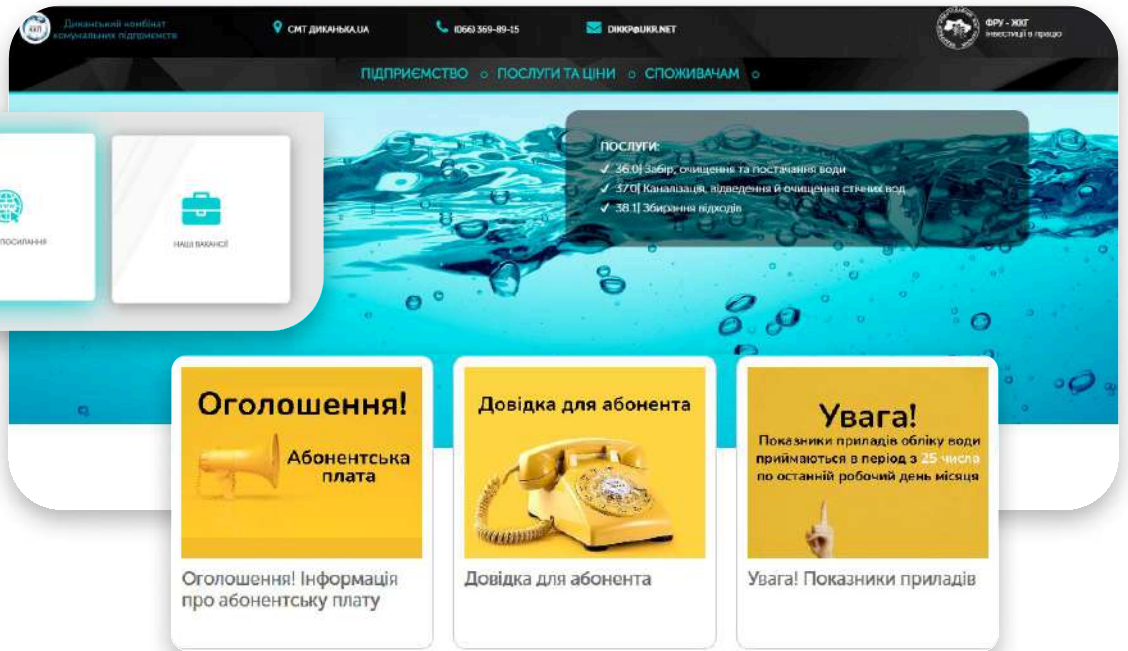 ККП
Диканський комбінат
комунальних підприємств
СМТ ДИКАНЬКА.UA
(066) 369-89-15
DIKKP@UKR.NET
ФРУ - ЖКГ
інвестиції в працю
ПІДПРИЄМСТВО о ПОСЛУГИ ТА ЦІНИ о СПОЖИВАЧАМ о
ПОСЛУГИ:
✓ 36.0| Забір, очищення та постачання води
✓ 37.0| Каналізація, відведення й очищення стічних вод
✓ 38.1| Збирання відходів
ПОСИЛАННЯ
НАШІ ВАКАНСІЇ
Оголошення!
Абонентська
плата
Оголошення! Інформація
про абонентську плату
Довідка для абонента
Довідка для абонента
Увага!
Показники приладів обліку води
приймаються в період з 25 числа
по останній робочий день місяця
Увага! Показники приладів